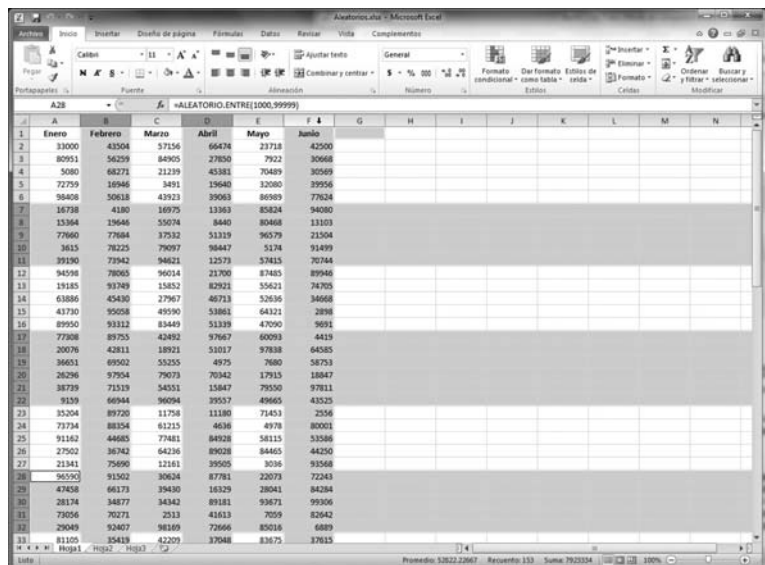 Aleatorios.xlsx - Microsoft Excel
Archivo Inicio Insertar Diseño de página Fórmulas Datos Revisar Vista Complementos
Calibri 11 A A Ajustar texto General Σ Insertar
Pegar N K S Combinar y centrar $ % 000 Formato condicional Dar formato como tabla Estilos de celda Eliminar Formato Ordenar y filtrar Buscar y seleccionar
Portapapeles Fuente Alineación Número Estilos Celdas Modificar
A28 fx =ALEATORIO.ENTRE(1000,99999)
A B C D E F G H I J K L M N
1 Enero Febrero Marzo Abril Mayo Junio
2 33000 43504 57156 66474 23718 42500
3 80951 56259 84905 27850 7922 30668
4 5080 68271 21239 45381 70489 30569
5 72759 16946 3491 19640 32080 39956
6 98408 50618 43923 39063 86989 77624
7 16738 4180 16975 13363 85824 94080
8 15364 19646 55074 8440 80468 13103
9 77660 77684 37532 51319 96579 21504
10 3615 78225 79097 98447 5174 91499
11 39190 73942 94621 12573 57415 70744
12 94598 78065 96014 21700 87485 89946
13 19185 93749 15852 82921 55621 74705
14 63886 45430 27967 46713 52636 34668
15 43730 95058 49590 53861 64321 2898
16 89950 93312 83449 51339 47090 9691
17 77308 89755 42492 97667 60093 4419
18 20076 42811 18921 51017 97838 64585
19 36651 69502 55255 4975 7680 58753
20 26296 97954 79073 70342 17915 18847
21 38739 71519 54551 15847 79550 97811
22 9159 66944 96094 39557 49665 43525
23 35204 89720 11758 11180 71453 2556
24 73734 88354 61215 4636 4978 80001
25 91162 44685 77481 84928 58115 53586
26 27502 36742 64236 89028 84465 44250
27 21341 75690 12161 39505 3036 93568
28 96590 91502 30624 87781 22073 72243
29 47458 66173 39430 16329 28041 84284
30 28174 34877 34342 89181 93671 99306
31 73056 70271 2513 41613 7059 82642
32 29049 92407 98169 72666 85016 6889
33 81105 35419 42209 37048 83675 37615
Hoja1 Hoja2 Hoja3
Listo Promedio: 52822.22667 Recuento: 153 Suma: 7923334 100%